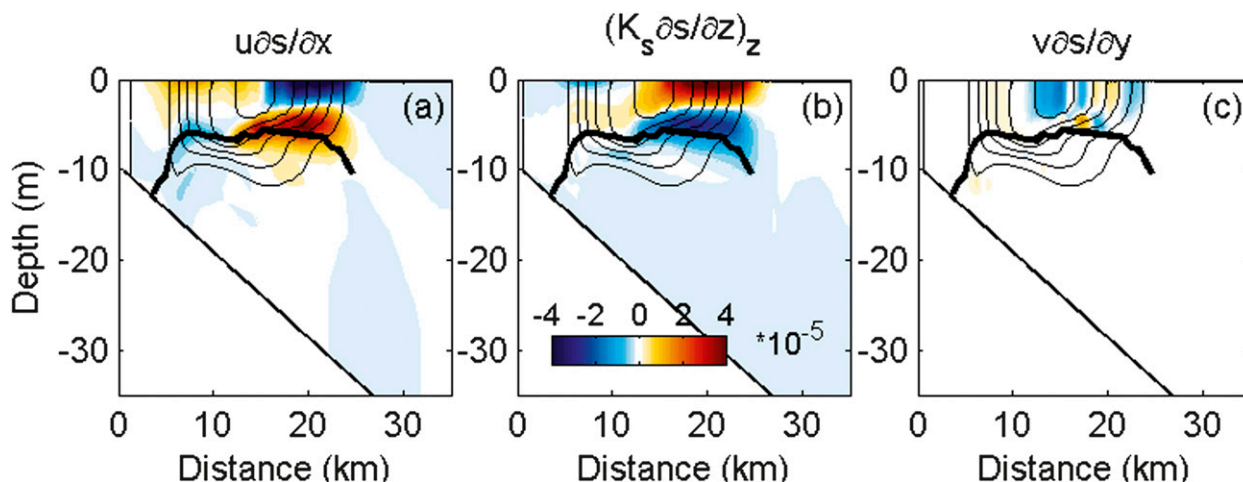 u∂s/∂x
(Kₛ∂s/∂z)_z
v∂s/∂y
(a)
(b)
(c)
Depth (m)
0
-10
-20
-30
0
-10
-20
-30
0
-10
-20
-30
-4 -2 0 2 4
*10⁻⁵
0 10 20 30
0 10 20 30
0 10 20 30
Distance (km)
Distance (km)
Distance (km)